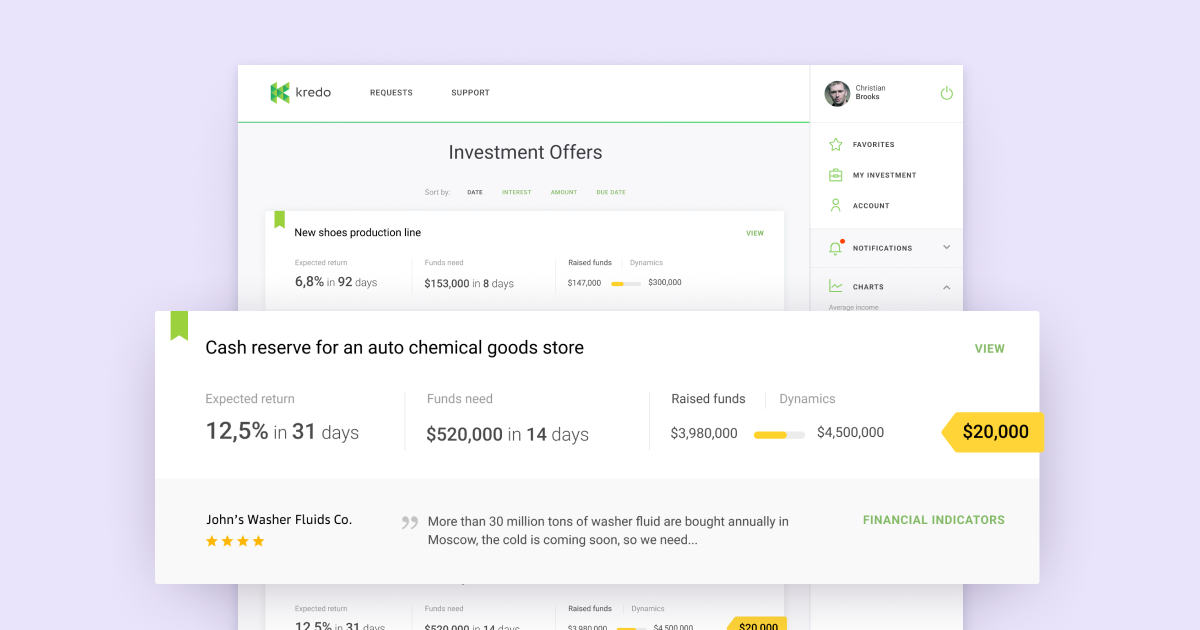 kredo
REQUESTS
SUPPORT
Christian
Brooks
Investment Offers
Sort by:
DATE
INTEREST
AMOUNT
DUE DATE
FAVORITES
MY INVESTMENT
ACCOUNT
NOTIFICATIONS
CHARTS
Average income
New shoes production line
VIEW
Expected return
Funds need
Raised funds
Dynamics
6,8% in 92 days
$153,000 in 8 days
$147,000
$300,000
Cash reserve for an auto chemical goods store
VIEW
Expected return
Funds need
Raised funds
Dynamics
12,5% in 31 days
$520,000 in 14 days
$3,980,000
$4,500,000
$20,000
John's Washer Fluids Co.
” More than 30 million tons of washer fluid are bought annually in
Moscow, the cold is coming soon, so we need...
FINANCIAL INDICATORS
Expected return
Funds need
Raised funds
Dynamics
12,5% in 31 days
$520,000 in 14 days
$3,980,000
$4,500,000
$20,000